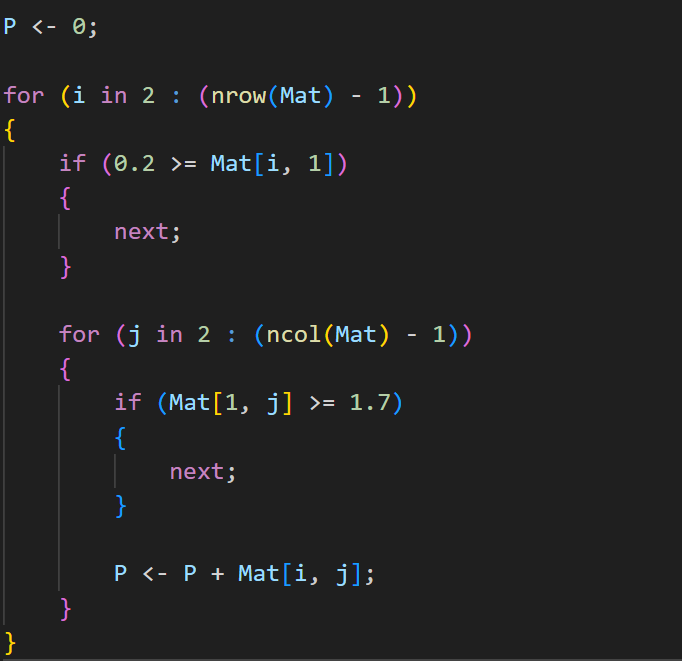 P <- 0;
for (i in 2 : (nrow(Mat) - 1))
{
if (0.2 >= Mat[i, 1])
{
next;
}
for (j in 2 : (ncol(Mat) - 1))
{
if (Mat[1, j] >= 1.7)
{
next;
}
P <- P + Mat[i, j];
}
}